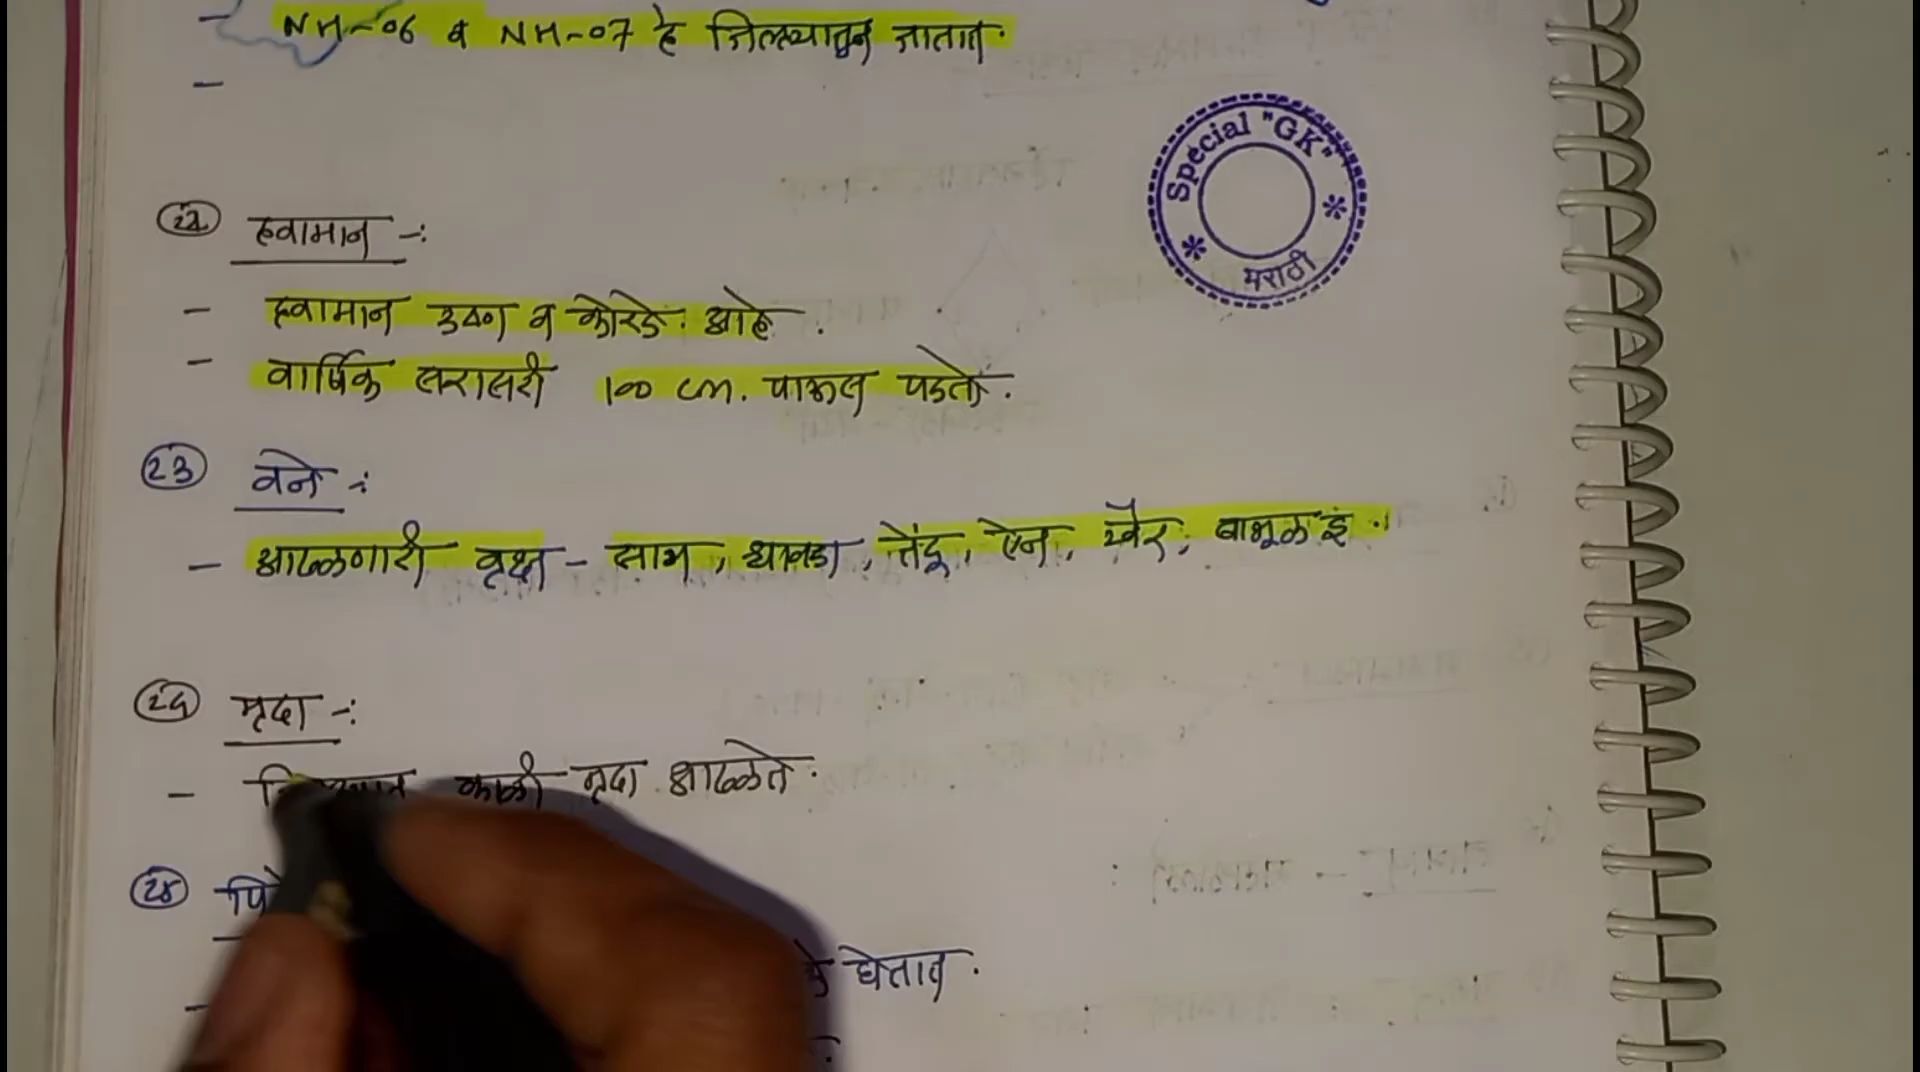 - NH-06 व NH-07 हे जिल्ह्यातून जातात.
-
Special "GK" * मराठी *
22 हवामान -:
- हवामान उष्ण व कोरडे आहे.
- वार्षिक सरासरी 100 cm. पाऊस पडतो.
23 वने -:
- आढळणारी वृक्ष - साग, धावडा, तेंदू, ऐन, खैर, बाभूळ इ.
24 मृदा -:
- काळी मृदा आढळते.
25
घेतात.